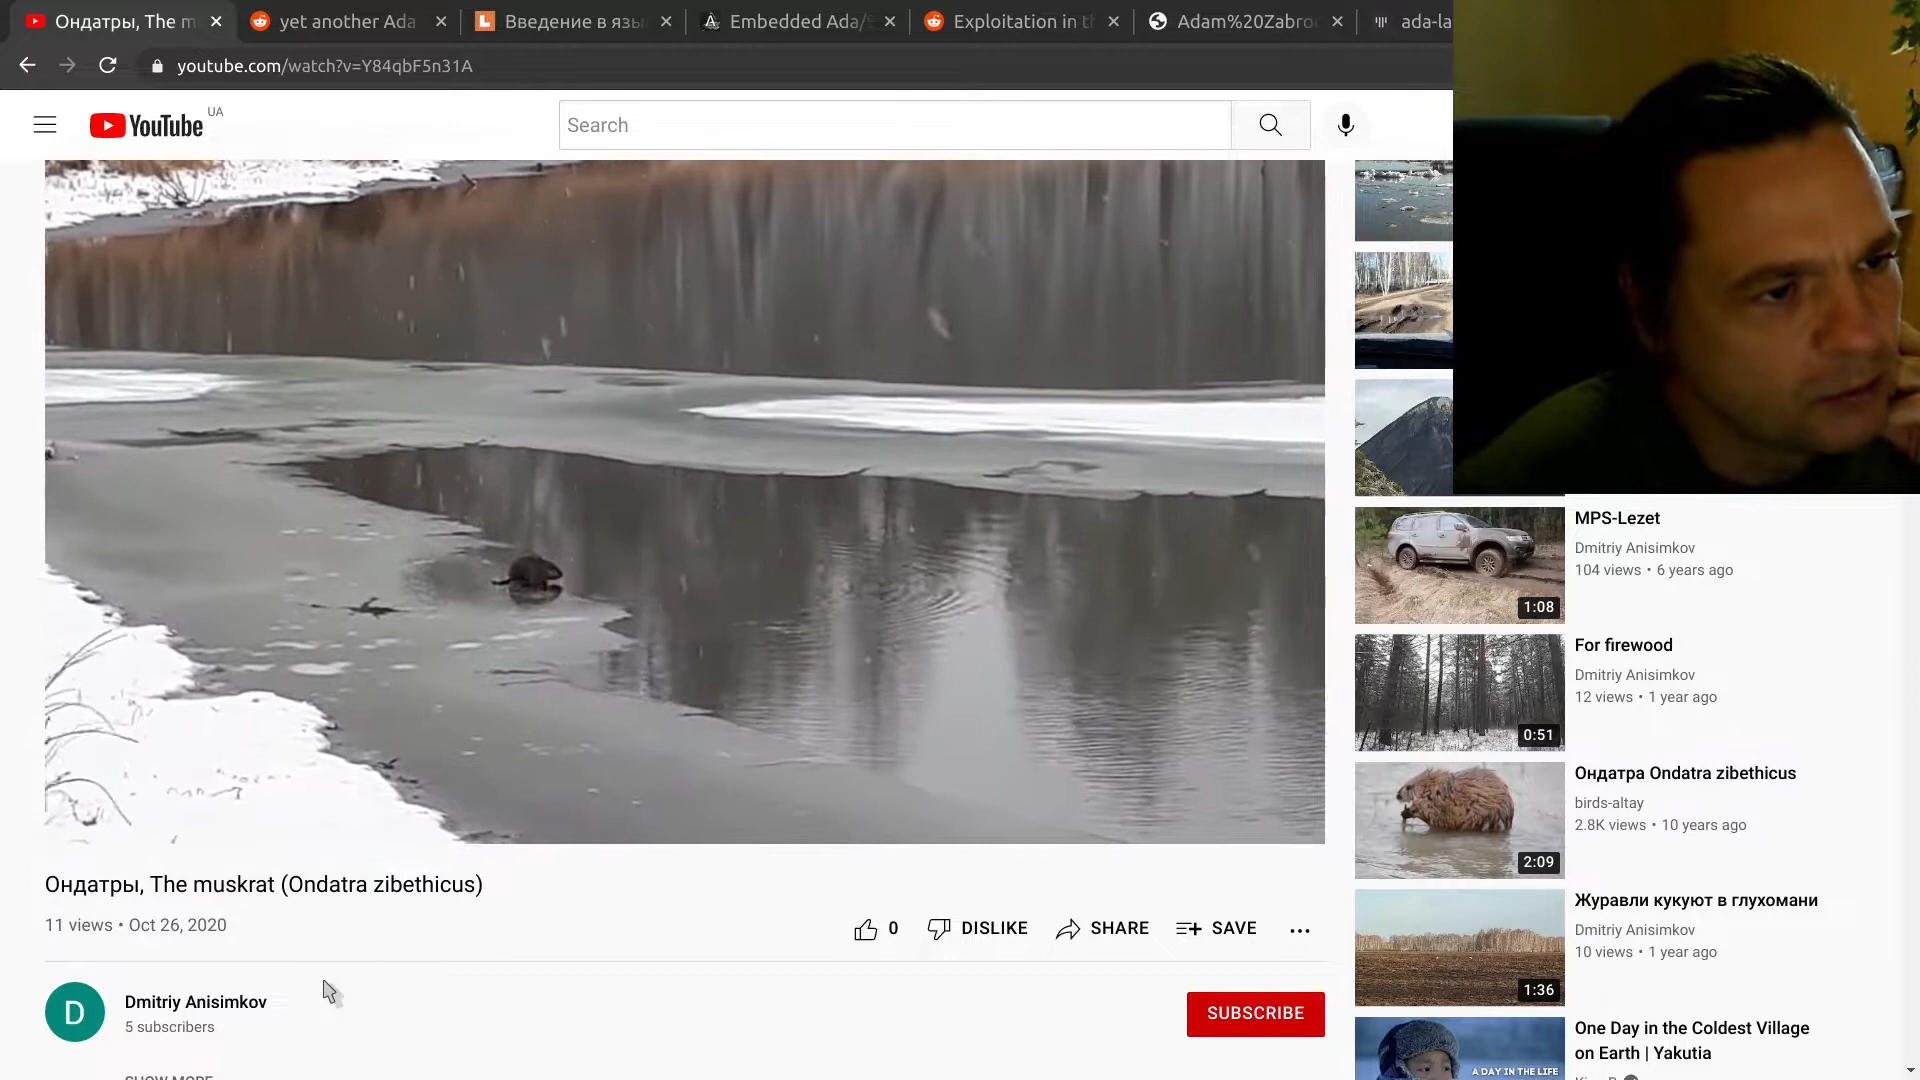 Ондатры, The m
yet another Ada
Введение в язы
Embedded Ada/
Exploitation in t
Adam%20Zabro
ada-la
youtube.com/watch?v=Y84qbF5n31A
YouTube UA
Search
MPS-Lezet
Dmitriy Anisimkov
104 views • 6 years ago
1:08
For firewood
Dmitriy Anisimkov
12 views • 1 year ago
0:51
Ондатра Ondatra zibethicus
birds-altay
2.8K views • 10 years ago
2:09
Ондатры, The muskrat (Ondatra zibethicus)
11 views • Oct 26, 2020
0 DISLIKE SHARE SAVE
Журавли кукуют в глухомани
Dmitriy Anisimkov
10 views • 1 year ago
1:36
D
Dmitriy Anisimkov
5 subscribers
SUBSCRIBE
One Day in the Coldest Village
on Earth | Yakutia
A DAY IN THE LIFE
SHOW MORE